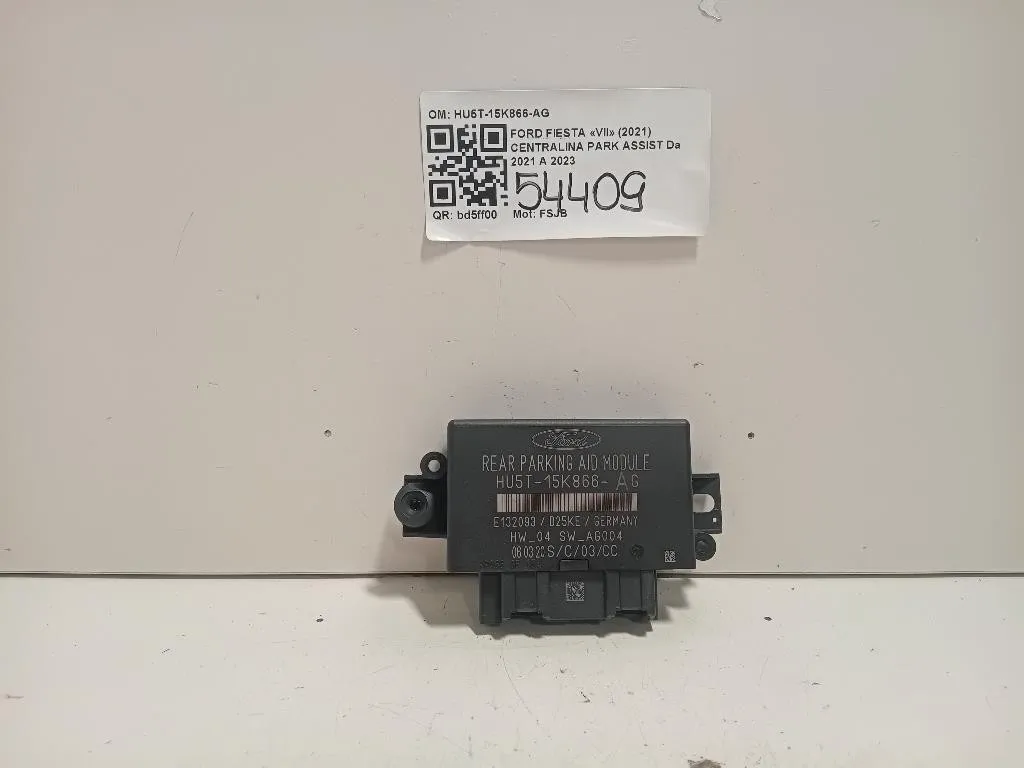 OM: HU5T-15K866-AG
FORD FIESTA «VII» (2021)
CENTRALINA PARK ASSIST Da
2021 A 2023
54409
QR: bd5ff00 Mot: FSJB
Ford
REAR PARKING AID MODULE
HU5T-15K866-AG
E132093 / D25KE / GERMANY
HW_04 SW_AG004
060320 S/C/03/CC